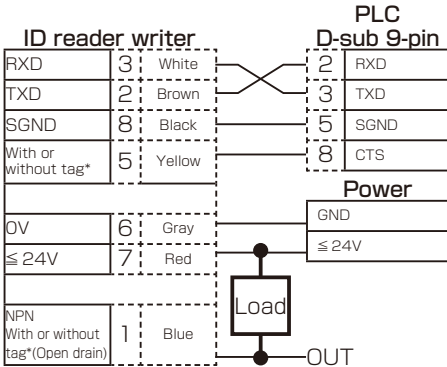 PLC
ID reader writer D-sub 9-pin
RXD 3 White 2 RXD
TXD 2 Brown 3 TXD
SGND 8 Black 5 SGND
With or
without tag* 5 Yellow 8 CTS
Power
GND
0V 6 Gray
≦ 24V
≦ 24V 7 Red
Load
NPN
With or without 1 Blue
tag*(Open drain)
OUT